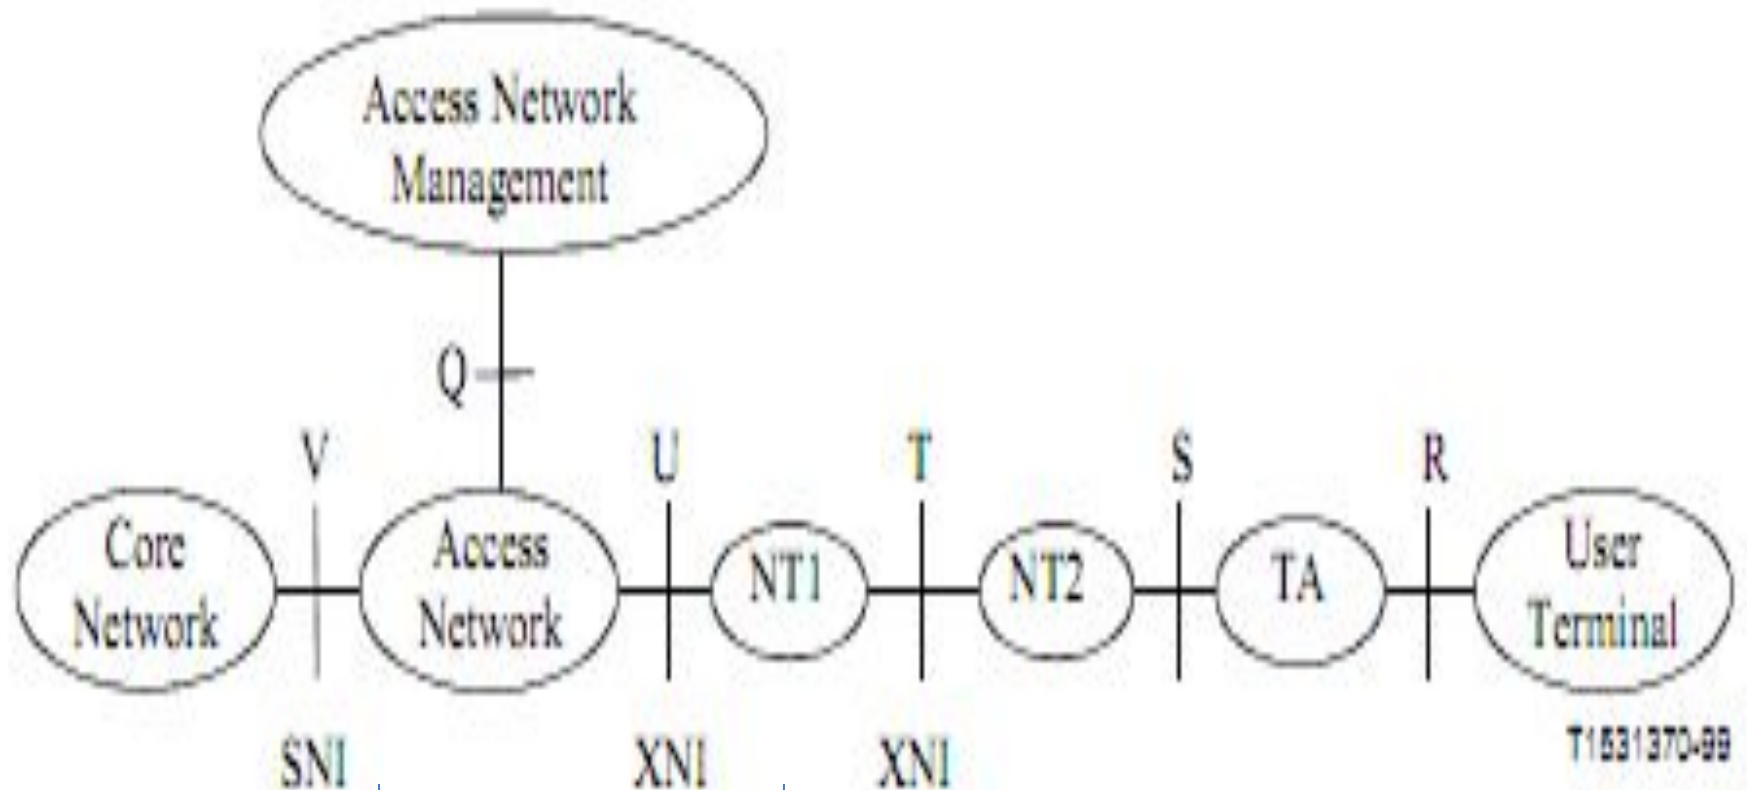 Access Network
Management
Q
V
U
T
S
R
Core
Network
Access
Network
NT1
NT2
TA
User
Terminal
T1531370-99
SNI
XNI
XNI